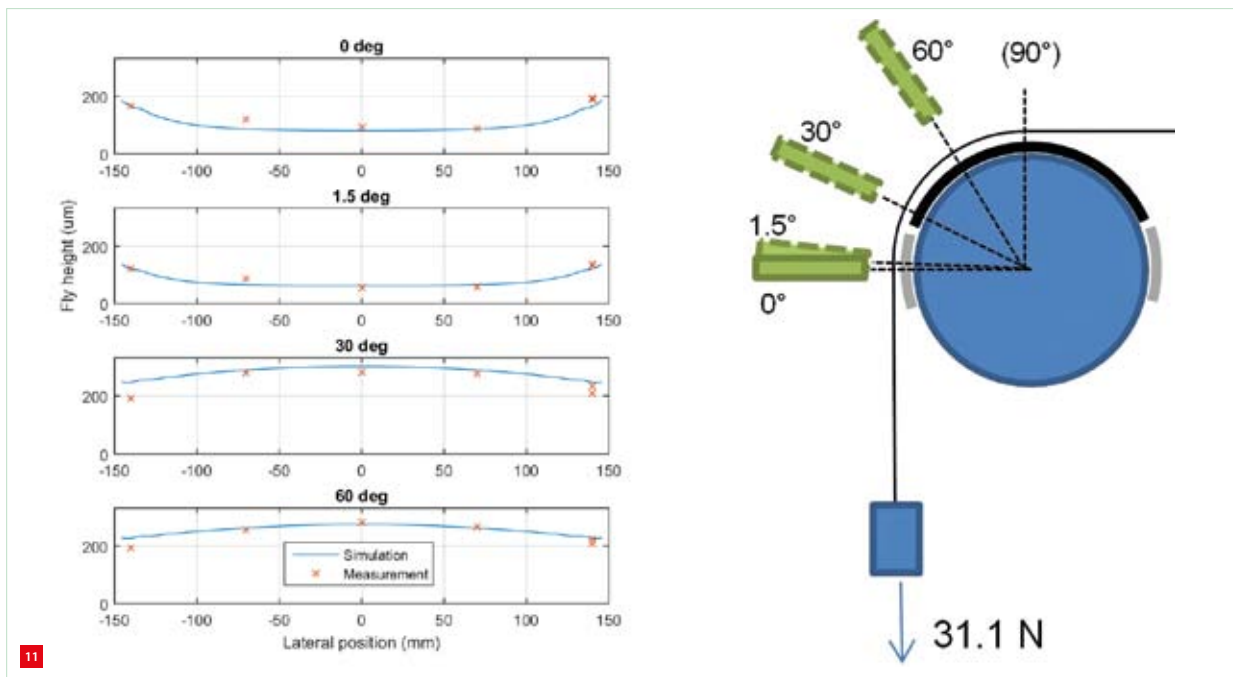 0 deg
200
0
-150 -100 -50 0 50 100 150
1.5 deg
200
0
-150 -100 -50 0 50 100 150
Fly height (um)
30 deg
200
0
-150 -100 -50 0 50 100 150
60 deg
200
0
Simulation
Measurement
-150 -100 -50 0 50 100 150
Lateral position (mm)
60°
(90°)
30°
1.5°
0°
31.1 N
11